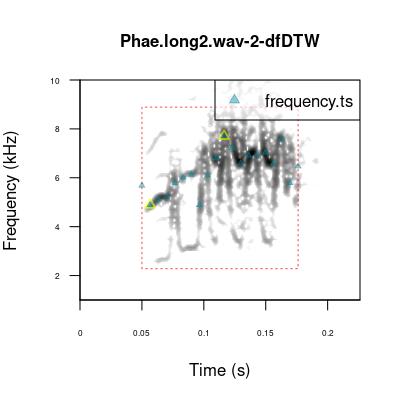 Phae.long2.wav-2-dfDTW
frequency.ts
10
8
6
4
2
Frequency (kHz)
0
0.05
0.1
0.15
0.2
Time (s)